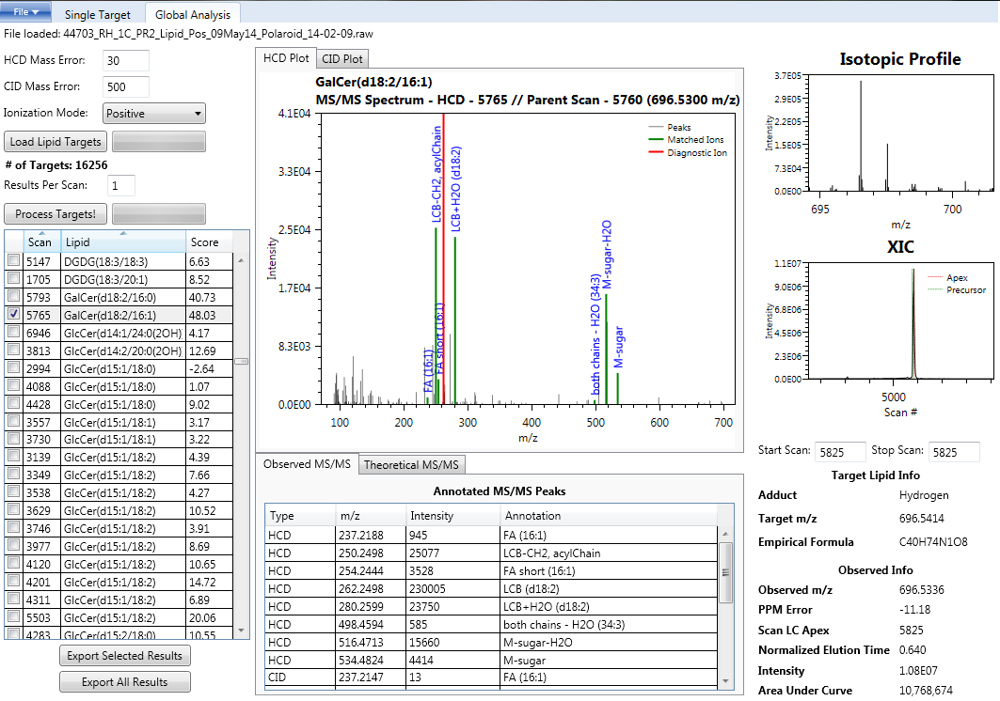 File
Single Target
Global Analysis
File loaded: 44703_RH_1C_PR2_Lipid_Pos_09May14_Polaroid_14-02-09.raw
HCD Mass Error: 30
CID Mass Error: 500
Ionization Mode: Positive
Load Lipid Targets
# of Targets: 16256
Results Per Scan: 1
Process Targets!
Scan Lipid Score
5147 DGDG(18:3/18:3) 6.63
1705 DGDG(18:3/20:1) 8.52
5793 GalCer(d18:2/16:0) 40.73
5765 GalCer(d18:2/16:1) 48.03
6946 GlcCer(d14:1/24:0(2OH) 4.17
3813 GlcCer(d14:2/20:0(2OH) 12.69
2994 GlcCer(d15:1/18:0) -2.64
4088 GlcCer(d15:1/18:0) 1.07
4428 GlcCer(d15:1/18:0) 9.02
3557 GlcCer(d15:1/18:1) 3.17
3730 GlcCer(d15:1/18:1) 3.22
3139 GlcCer(d15:1/18:2) 4.39
3349 GlcCer(d15:1/18:2) 7.66
3538 GlcCer(d15:1/18:2) 4.27
3629 GlcCer(d15:1/18:2) 10.52
3746 GlcCer(d15:1/18:2) 3.91
3977 GlcCer(d15:1/18:2) 8.69
4120 GlcCer(d15:1/18:2) 10.65
4201 GlcCer(d15:1/18:2) 14.72
4311 GlcCer(d15:1/18:2) 6.89
5503 GlcCer(d15:1/18:2) 20.06
4283 GlcCer(d15:2/18:0) 10.55
Export Selected Results
Export All Results
HCD Plot
CID Plot
GalCer(d18:2/16:1)
MS/MS Spectrum - HCD - 5765 // Parent Scan - 5760 (696.5300 m/z)
4.1E04
3.3E04
2.5E04
1.7E04
8.3E03
0.0E00
Intensity
Peaks
Matched Ions
Diagnostic Ion
FA (16:1)
LCB-CH2, acylChain
FA short (16:1)
LCB+H2O (d18:2)
both chains - H2O (34:3)
M-sugar-H2O
M-sugar
100 200 300 400 500 600 700
m/z
Observed MS/MS
Theoretical MS/MS
Annotated MS/MS Peaks
Type m/z Intensity Annotation
HCD 237.2188 945 FA (16:1)
HCD 250.2498 25077 LCB-CH2, acylChain
HCD 254.2444 3528 FA short (16:1)
HCD 262.2498 230005 LCB (d18:2)
HCD 280.2599 23750 LCB+H2O (d18:2)
HCD 498.4594 585 both chains - H2O (34:3)
HCD 516.4713 15660 M-sugar-H2O
HCD 534.4824 4414 M-sugar
CID 237.2147 13 FA (16:1)
Isotopic Profile
3.7E05
2.9E05
2.2E05
1.5E05
7.3E04
0.0E00
Intensity
695 700
m/z
XIC
1.1E07
9.0E06
6.8E06
4.5E06
2.3E06
0.0E00
Intensity
Apex
Precursor
5000
Scan #
Start Scan: 5825 Stop Scan: 5825
Target Lipid Info
Adduct Hydrogen
Target m/z 696.5414
Empirical Formula C40H74N1O8
Observed Info
Observed m/z 696.5336
PPM Error -11.18
Scan LC Apex 5825
Normalized Elution Time 0.640
Intensity 1.08E07
Area Under Curve 10,768,674